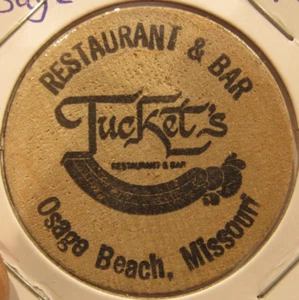 RESTAURANT & BAR
Tucket's
RESTAURANT & BAR
Osage Beach, Missouri